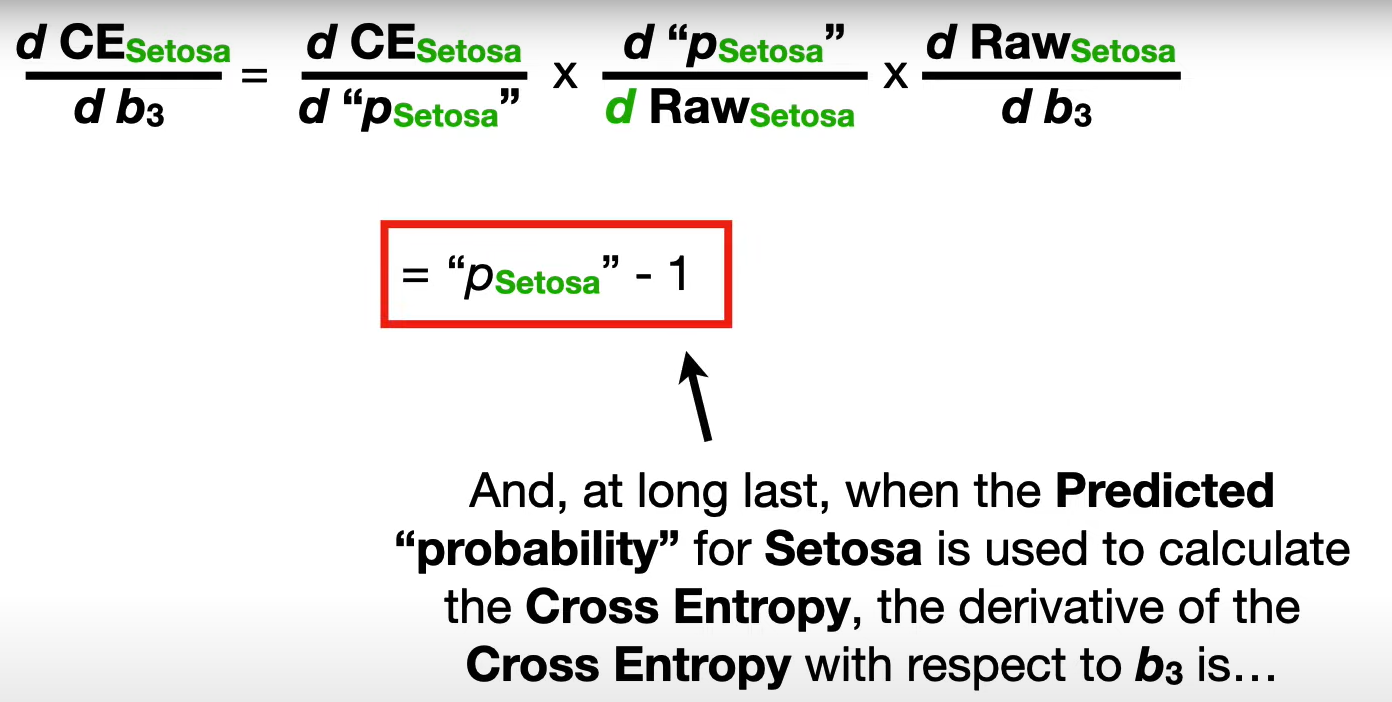 d CESetosa / d b3 = d CESetosa / d “pSetosa” x d “pSetosa” / d RawSetosa x d RawSetosa / d b3
= “pSetosa” - 1
And, at long last, when the Predicted
“probability” for Setosa is used to calculate
the Cross Entropy, the derivative of the
Cross Entropy with respect to b3 is…